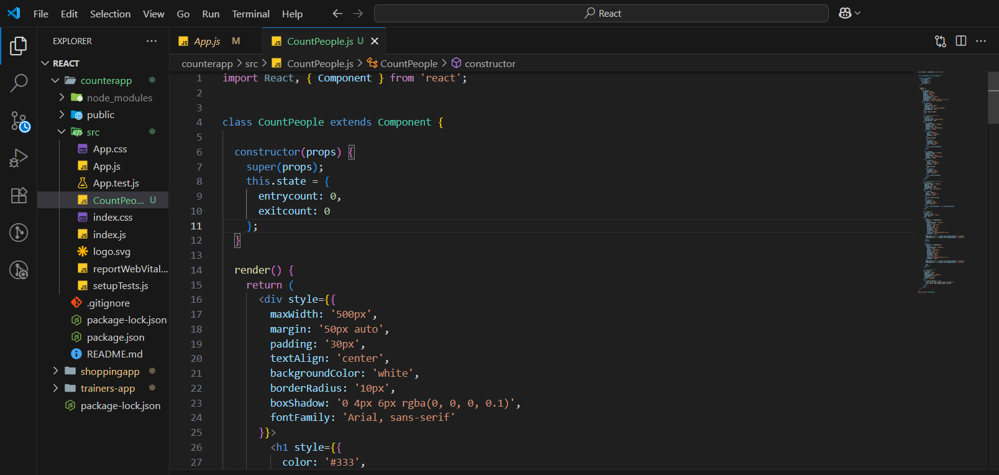 File Edit Selection View Go Run Terminal Help
React
EXPLORER
REACT
counterapp
node_modules
public
src
App.css
App.js
App.test.js
CountPeo... U
index.css
index.js
logo.svg
reportWebVital...
setupTests.js
.gitignore
package-lock.json
package.json
README.md
shoppingapp
trainers-app
package-lock.json
App.js M
CountPeople.js U
counterapp > src > JS CountPeople.js > CountPeople > constructor
1 import React, { Component } from 'react';
2
3
4 class CountPeople extends Component {
5
6 constructor(props) {
7 super(props);
8 this.state = {
9 entrycount: 0,
10 exitcount: 0
11 };
12 }
13
14 render() {
15 return (
16 <div style={{
17 maxWidth: '500px',
18 margin: '50px auto',
19 padding: '30px',
20 textAlign: 'center',
21 backgroundColor: 'white',
22 borderRadius: '10px',
23 boxShadow: '0 4px 6px rgba(0, 0, 0, 0.1)',
24 fontFamily: 'Arial, sans-serif'
25 }}>
26 <h1 style={{
27 color: '#333',